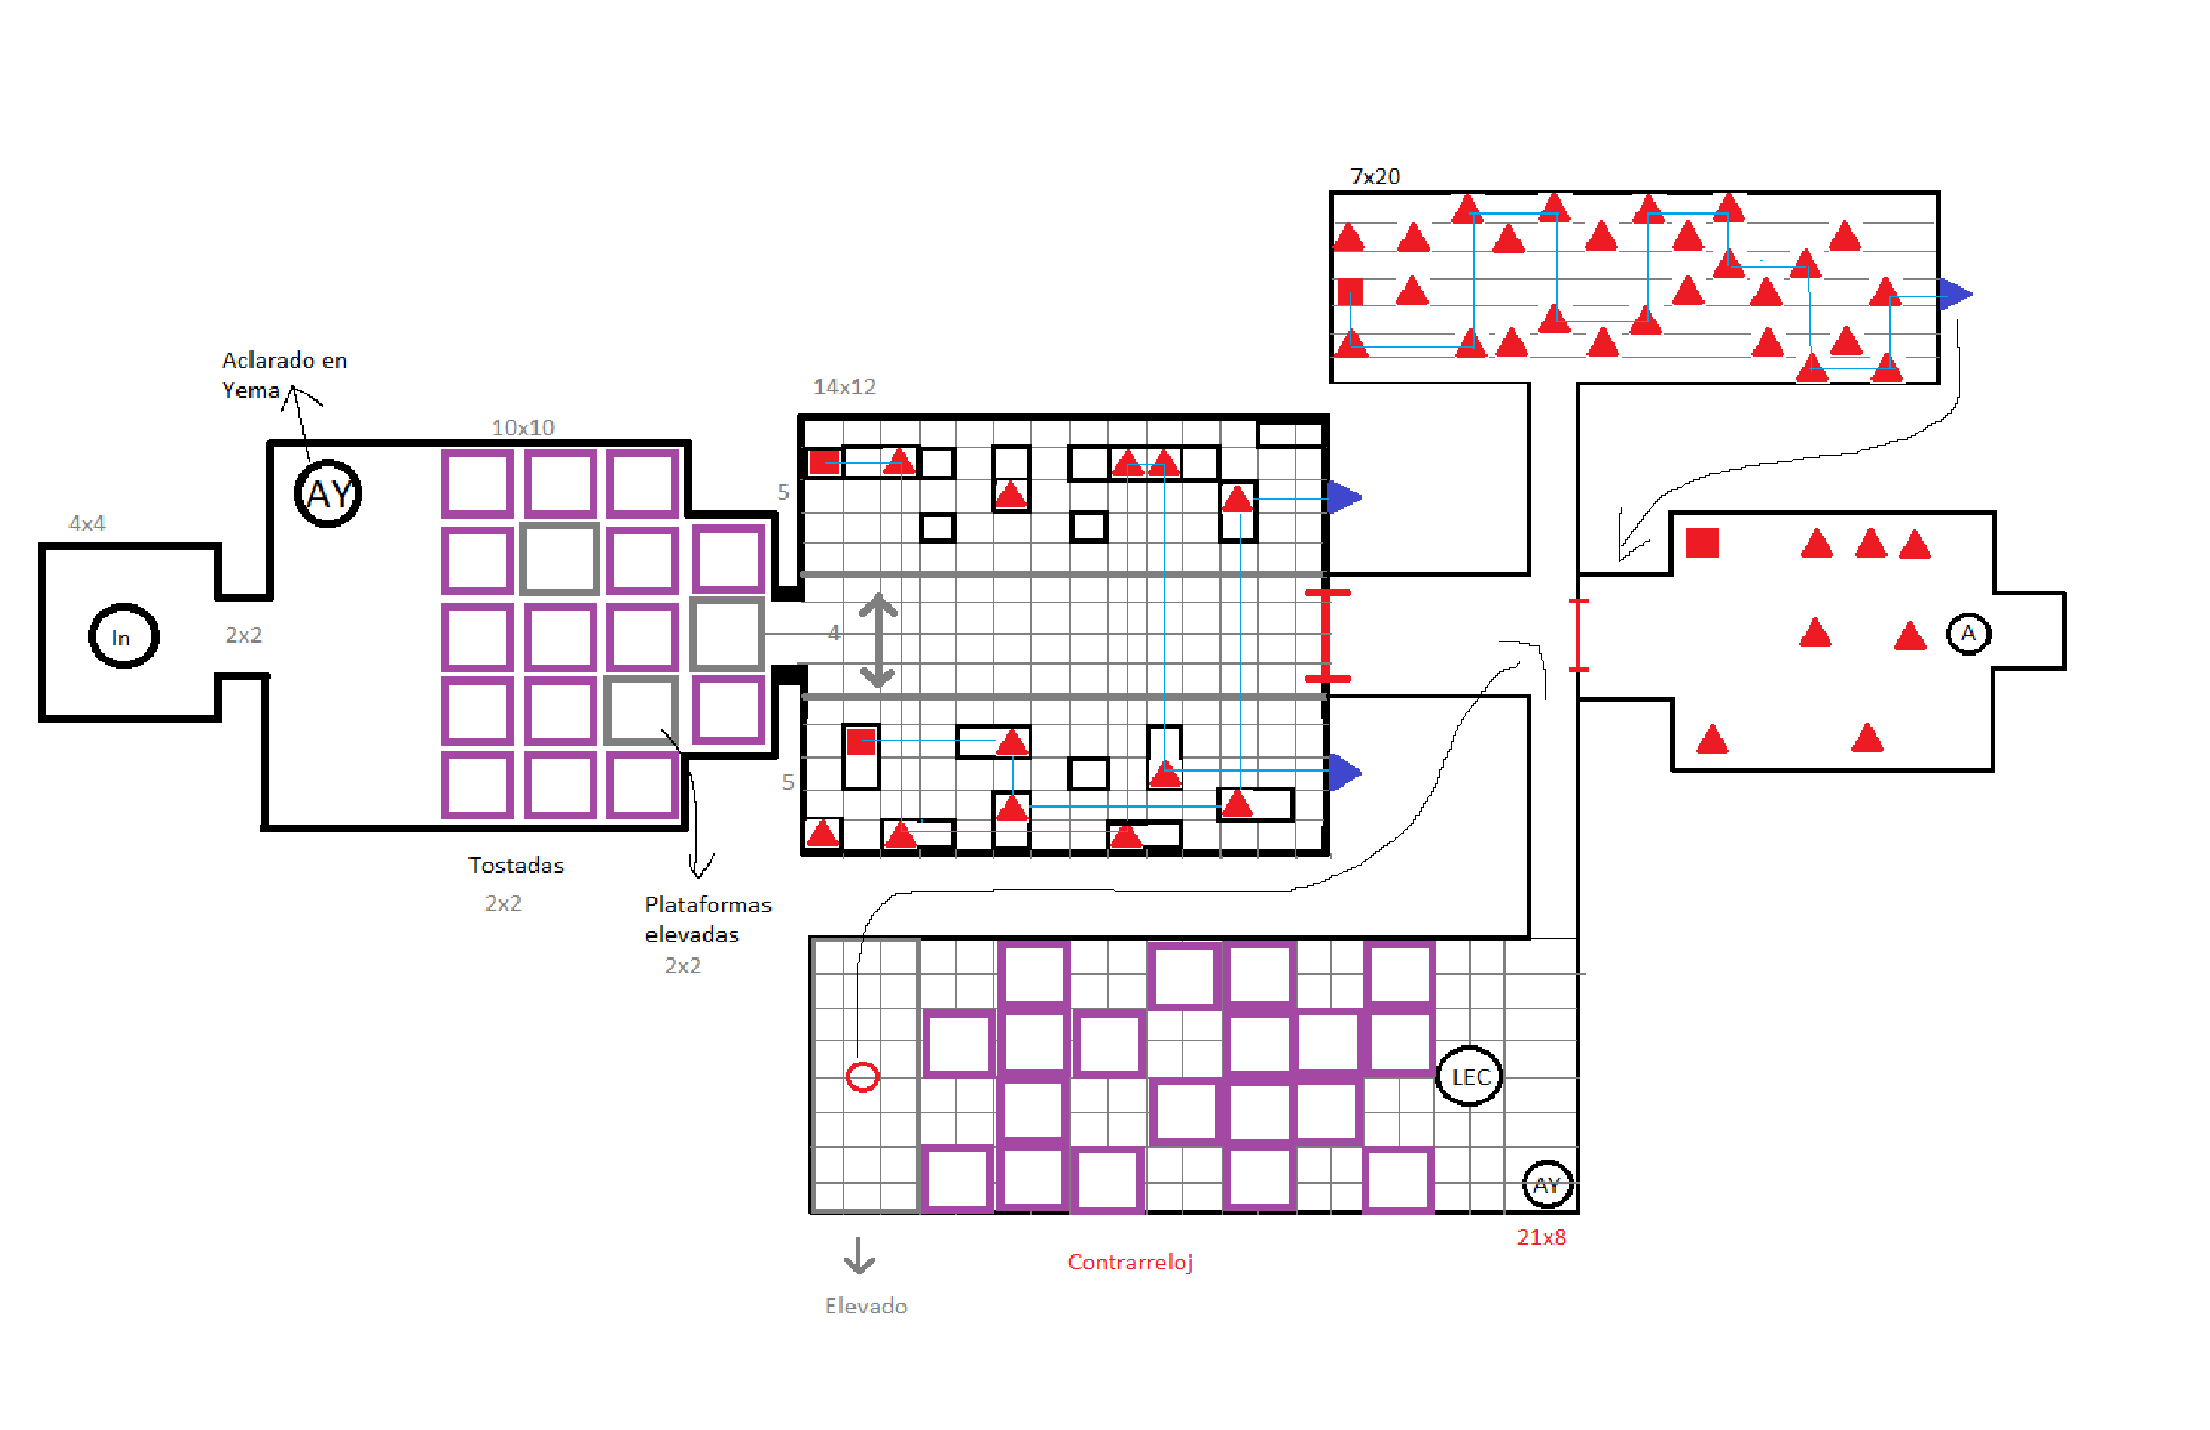 7x20
Aclarado en
Yema
14x12
10x10
AY
5
4x4
In
2x2
4
A
5
Tostadas
2x2
Plataformas
elevadas
2x2
LEC
AY
21x8
Contrarreloj
Elevado